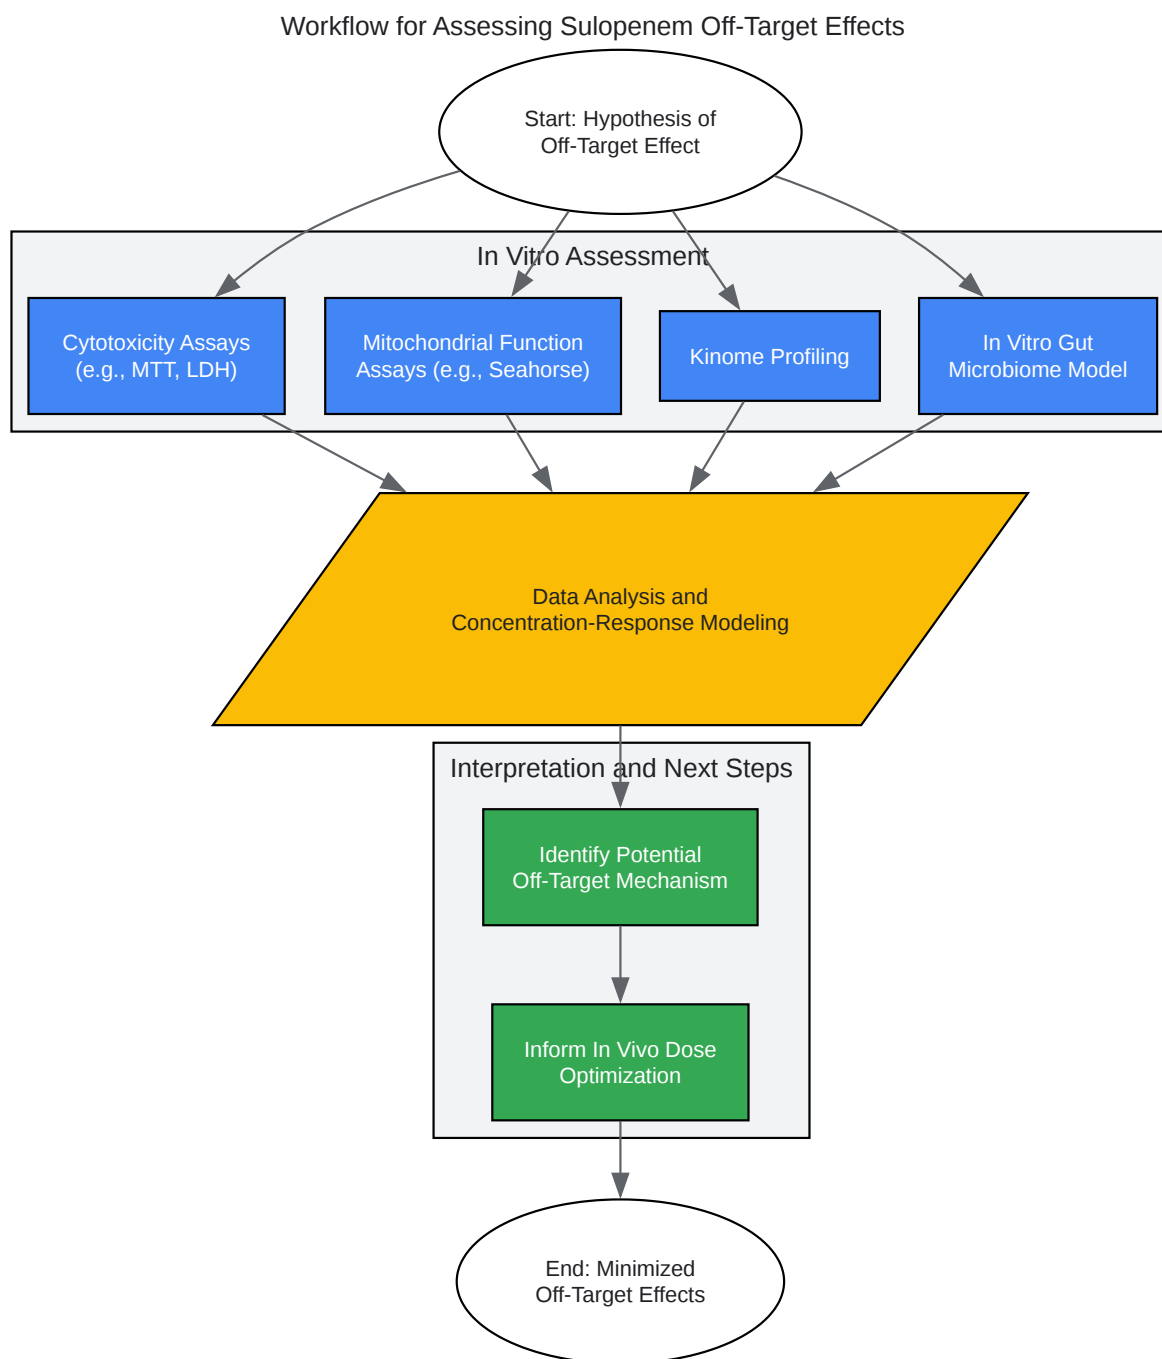 Workflow for Assessing Sulopenem Off-Target Effects
Start: Hypothesis of
Off-Target Effect
In Vitro Assessment
Cytotoxicity Assays
(e.g., MTT, LDH)
Mitochondrial Function
Assays (e.g., Seahorse)
Kinome Profiling
In Vitro Gut
Microbiome Model
Data Analysis and
Concentration-Response Modeling
Interpretation and Next Steps
Identify Potential
Off-Target Mechanism
Inform In Vivo Dose
Optimization
End: Minimized
Off-Target Effects